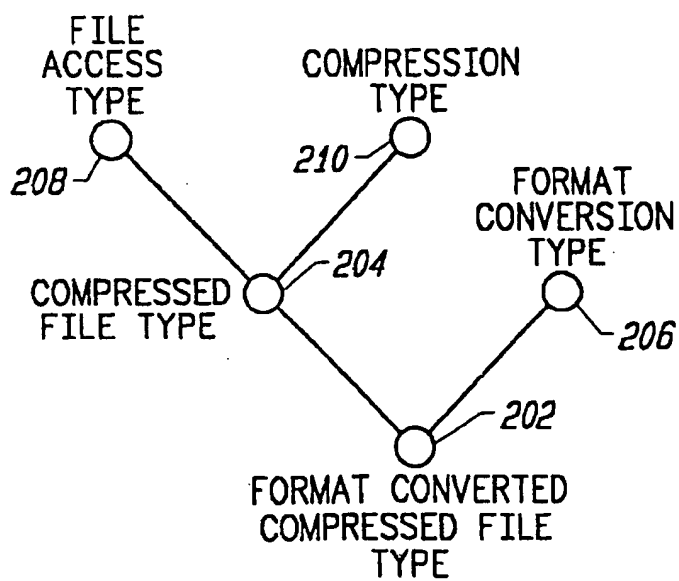 FILE
ACCESS
TYPE
208
COMPRESSION
TYPE
210
FORMAT
CONVERSION
TYPE
206
COMPRESSED
FILE TYPE
204
202
FORMAT CONVERTED
COMPRESSED FILE
TYPE